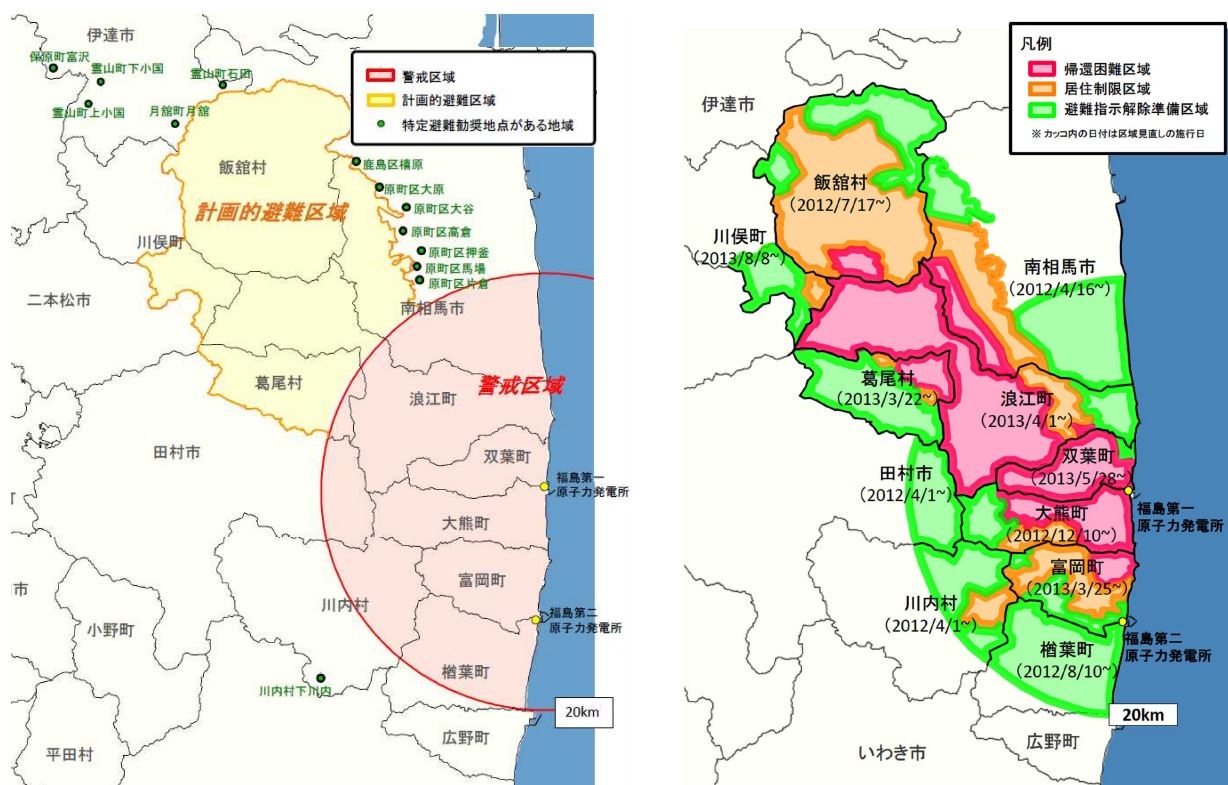 伊達市
保原町富沢
霊山町下小国
霊山町石田
霊山町上小国
月舘町月舘
警戒区域
計画的避難区域
特定避難勧奨地点がある地域
飯舘村
鹿島区橲原
原町区大原
計画的避難区域
原町区大谷
川俣町
原町区高倉
原町区押釜
原町区馬場
原町区片倉
二本松市
南相馬市
葛尾村
警戒区域
浪江町
田村市
双葉町
福島第一
原子力発電所
大熊町
富岡町
市
川内村
福島第二
原子力発電所
小野町
楢葉町
川内村下川内
20km
広野町
平田村
凡例
帰還困難区域
居住制限区域
避難指示解除準備区域
※ カッコ内の日付は区域見直しの施行日
伊達市
飯舘村
(2012/7/17~)
川俣町
(2013/8/8~)
南相馬市
(2012/4/16~)
葛尾村
(2013/3/22~)
浪江町
(2013/4/1~)
田村市
(2012/4/1~)
双葉町
(2013/5/28~)
福島第一
原子力発電所
大熊町
(2012/12/10~)
富岡町
(2013/3/25~)
川内村
(2012/4/1~)
福島第二
原子力発電所
楢葉町
(2012/8/10~)
20km
広野町
いわき市